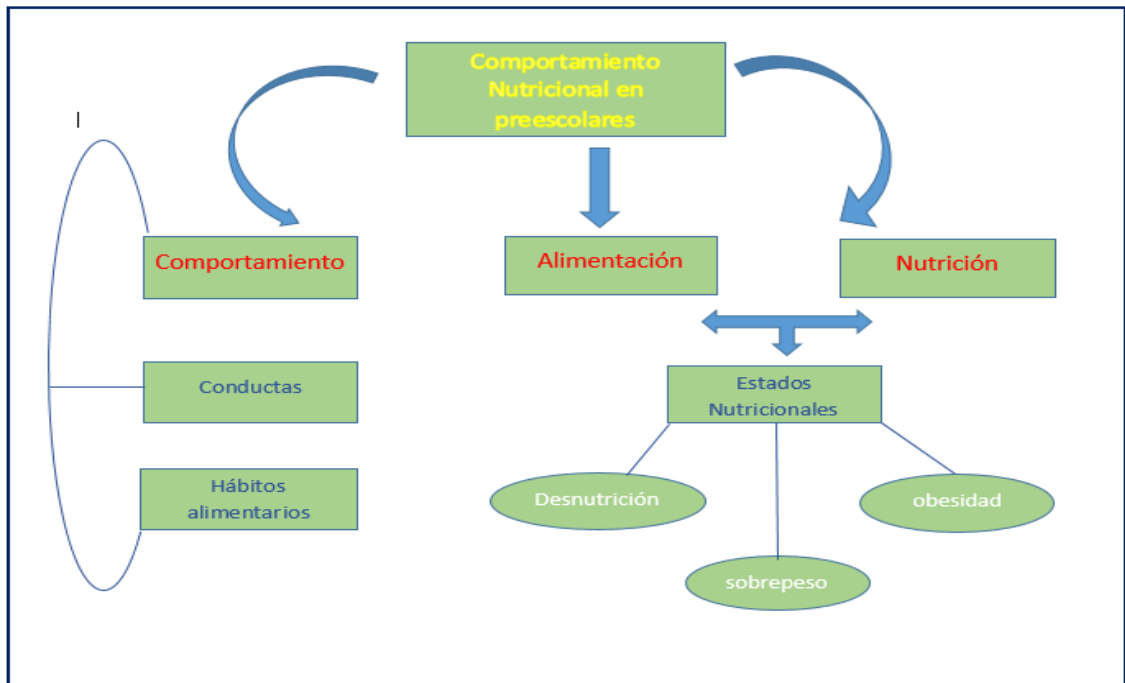 Comportamiento
Nutricional en
preescolares
l
Comportamiento
Alimentación
Nutrición
Conductas
Estados
Nutricionales
Hábitos
alimentarios
Desnutrición
obesidad
sobrepeso